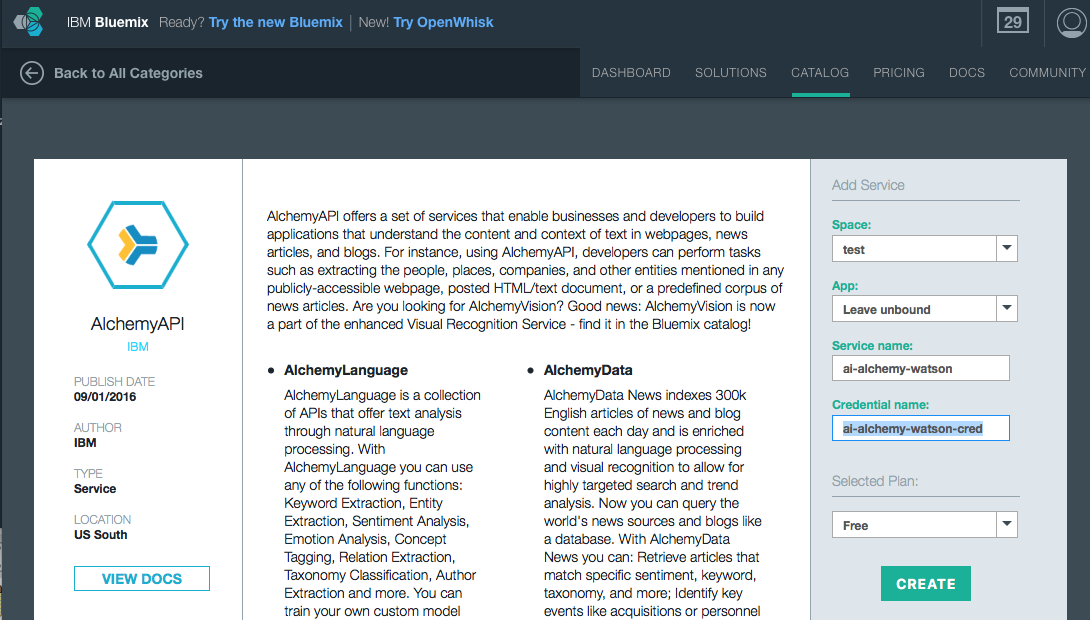 IBM Bluemix Ready? Try the new Bluemix | New! Try OpenWhisk
29
Back to All Categories
DASHBOARD SOLUTIONS CATALOG PRICING DOCS COMMUNITY
AlchemyAPI
IBM
PUBLISH DATE
09/01/2016
AUTHOR
IBM
TYPE
Service
LOCATION
US South
VIEW DOCS
AlchemyAPI offers a set of services that enable businesses and developers to build
applications that understand the content and context of text in webpages, news
articles, and blogs. For instance, using AlchemyAPI, developers can perform tasks
such as extracting the people, places, companies, and other entities mentioned in any
publicly-accessible webpage, posted HTML/text document, or a predefined corpus of
news articles. Are you looking for AlchemyVision? Good news: AlchemyVision is now
a part of the enhanced Visual Recognition Service - find it in the Bluemix catalog!
• AlchemyLanguage
AlchemyLanguage is a collection
of APIs that offer text analysis
through natural language
processing. With
AlchemyLanguage you can use
any of the following functions:
Keyword Extraction, Entity
Extraction, Sentiment Analysis,
Emotion Analysis, Concept
Tagging, Relation Extraction,
Taxonomy Classification, Author
Extraction and more. You can
train your own custom model
• AlchemyData
AlchemyData News indexes 300k
English articles of news and blog
content each day and is enriched
with natural language processing
and visual recognition to allow for
highly targeted search and trend
analysis. Now you can query the
world's news sources and blogs like
a database. With AlchemyData
News you can: Retrieve articles that
match specific sentiment, keyword,
taxonomy, and more; Identify key
events like acquisitions or personnel
Add Service
Space:
test
App:
Leave unbound
Service name:
ai-alchemy-watson
Credential name:
ai-alchemy-watson-cred
Selected Plan:
Free
CREATE